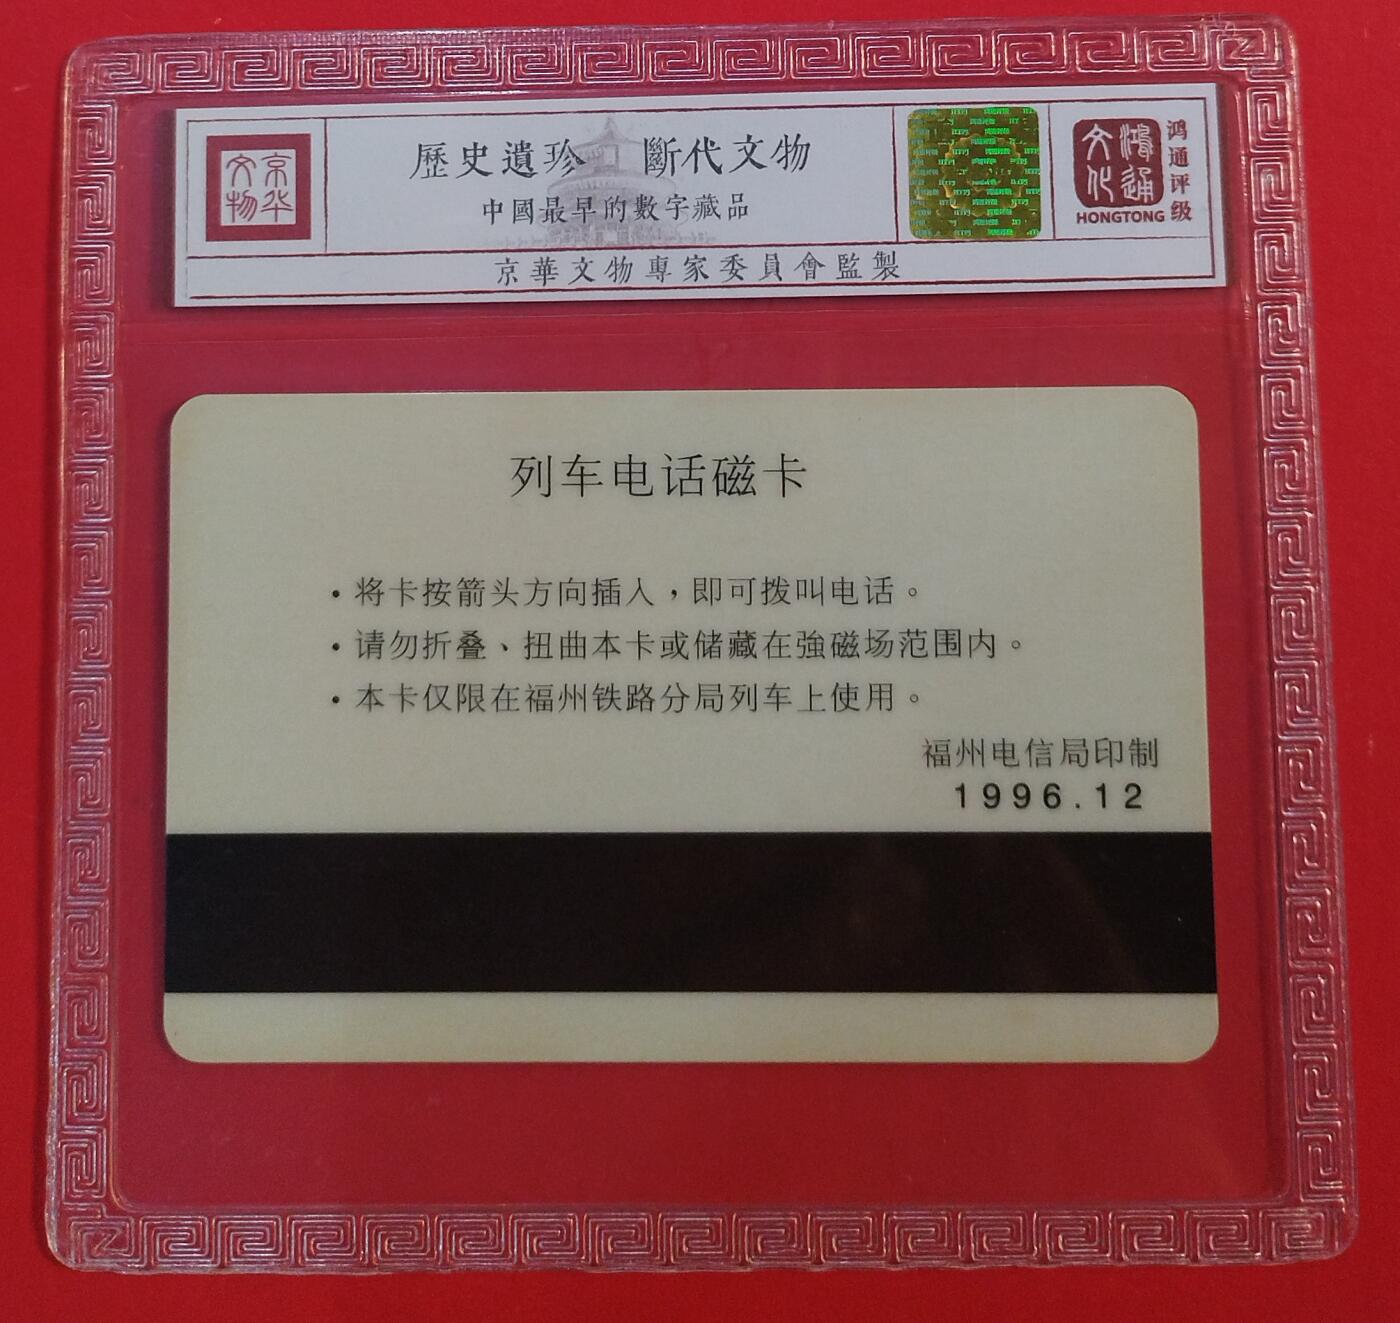 京华文物
歷史遺珍 斷代文物
中國最早的數字藏品
京華文物專家委員會監製
鸿通文化
HONGTONG
鸿通评级
列车电话磁卡
·将卡按箭头方向插入，即可拨叫电话。
·请勿折叠、扭曲本卡或储藏在強磁场范围内。
·本卡仅限在福州铁路分局列车上使用。
福州电信局印制
1996.12